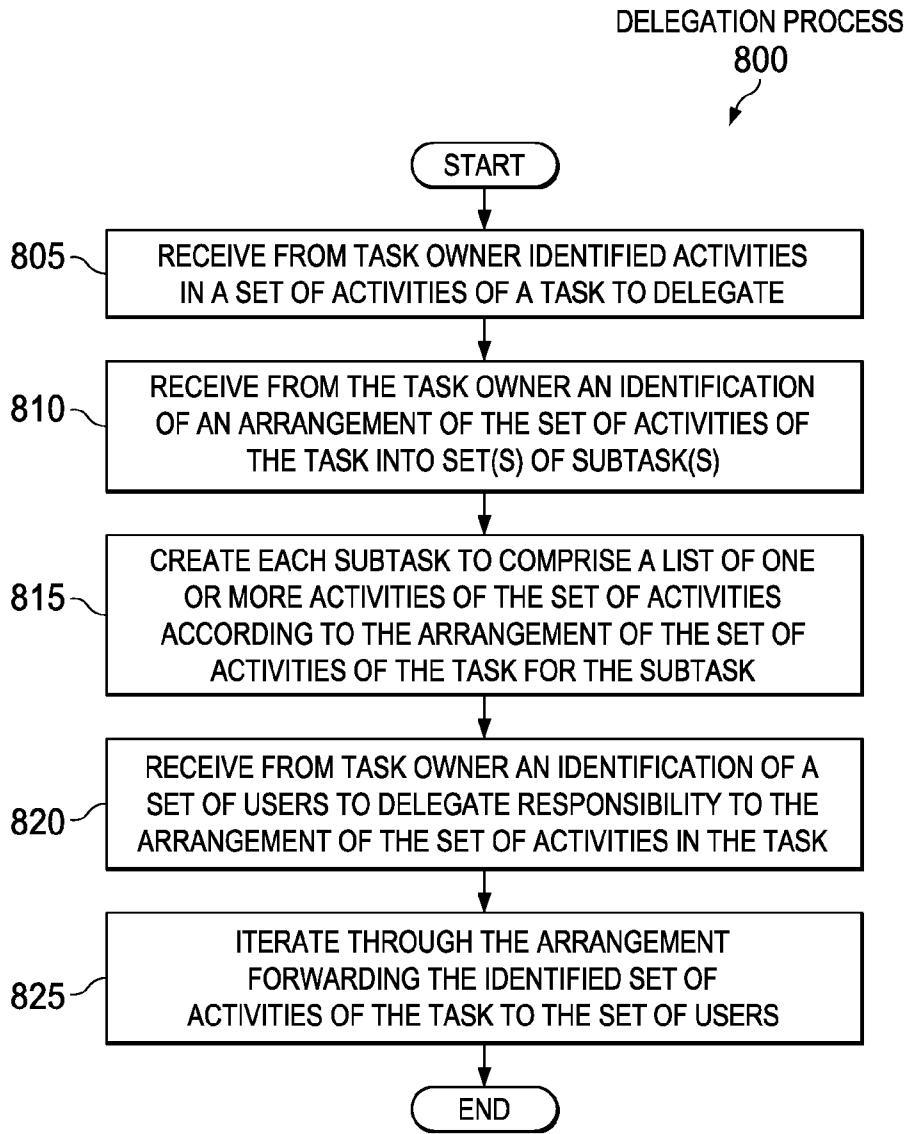 DELEGATION PROCESS
800
START
805
RECEIVE FROM TASK OWNER IDENTIFIED ACTIVITIES
IN A SET OF ACTIVITIES OF A TASK TO DELEGATE
810
RECEIVE FROM THE TASK OWNER AN IDENTIFICATION
OF AN ARRANGEMENT OF THE SET OF ACTIVITIES OF
THE TASK INTO SET(S) OF SUBTASK(S)
815
CREATE EACH SUBTASK TO COMPRISE A LIST OF ONE
OR MORE ACTIVITIES OF THE SET OF ACTIVITIES
ACCORDING TO THE ARRANGEMENT OF THE SET OF
ACTIVITIES OF THE TASK FOR THE SUBTASK
820
RECEIVE FROM TASK OWNER AN IDENTIFICATION OF A
SET OF USERS TO DELEGATE RESPONSIBILITY TO THE
ARRANGEMENT OF THE SET OF ACTIVITIES IN THE TASK
825
ITERATE THROUGH THE ARRANGEMENT
FORWARDING THE IDENTIFIED SET OF
ACTIVITIES OF THE TASK TO THE SET OF USERS
END